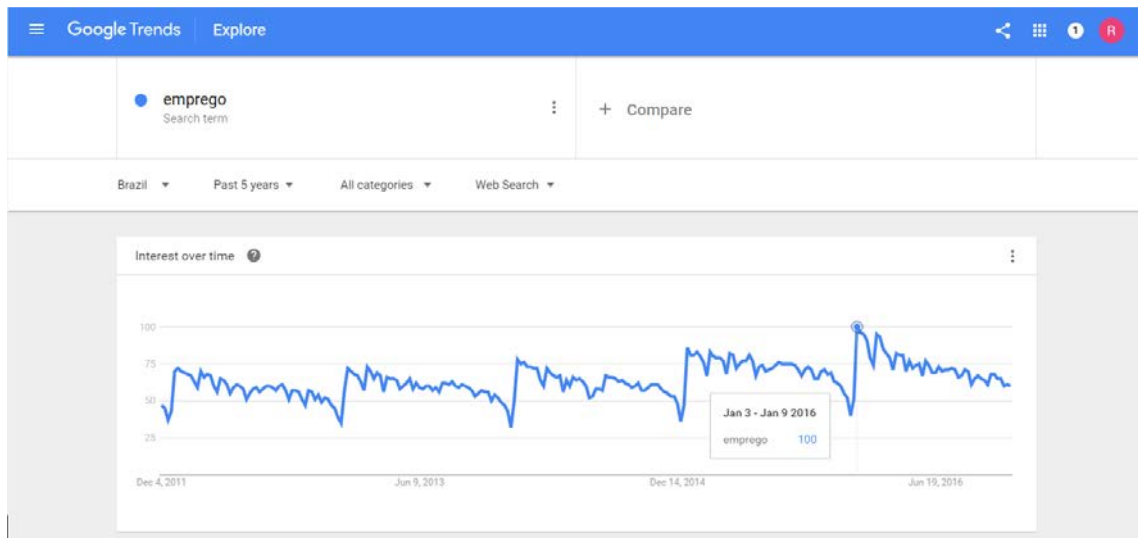 Google Trends Explore 1 R
emprego
Search term
+ Compare
Brazil Past 5 years All categories Web Search
Interest over time ?
100
75
50
25
Jan 3 - Jan 9 2016
emprego 100
Dec 4, 2011 Jun 9, 2013 Dec 14, 2014 Jun 19, 2016